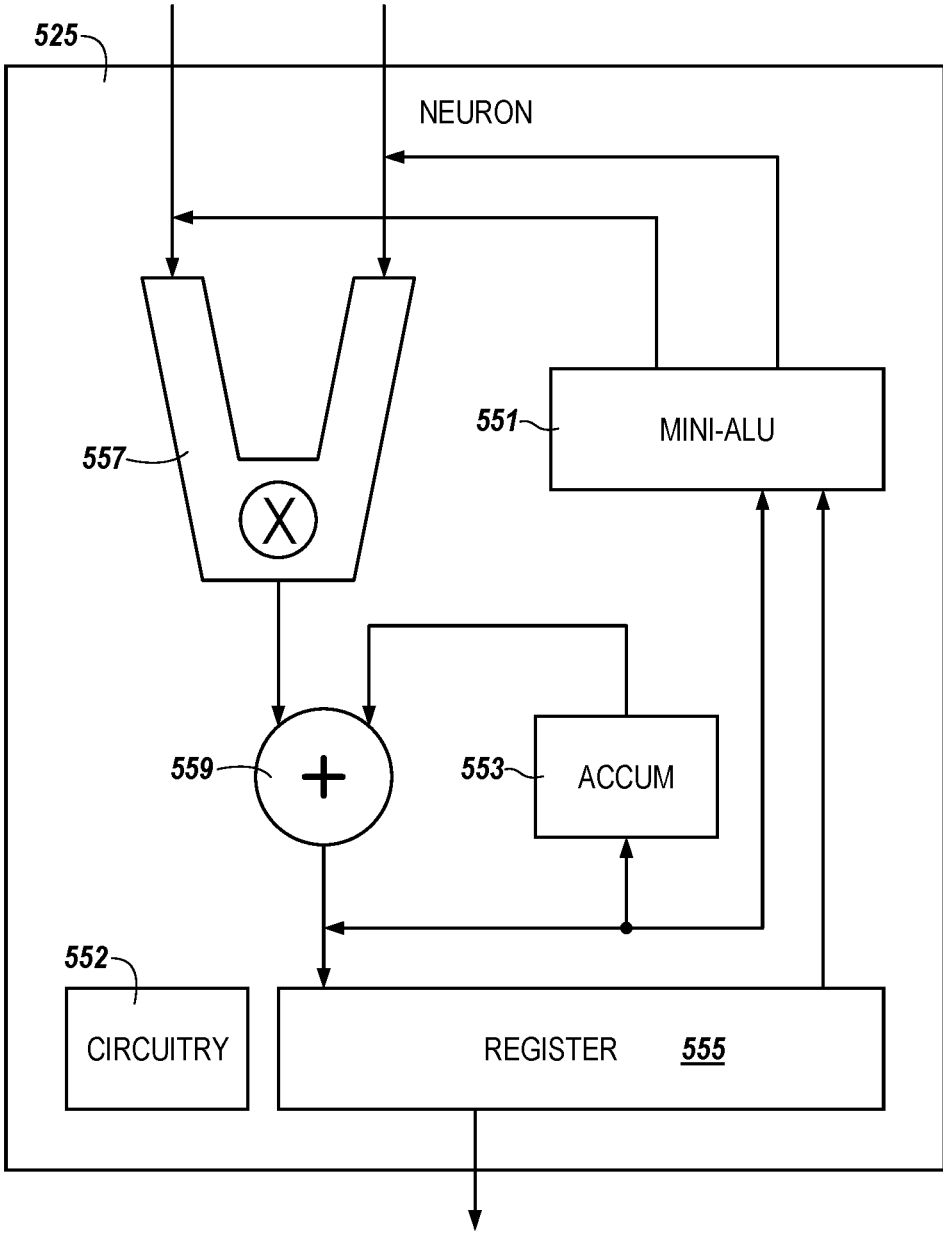 525
NEURON
551
MINI-ALU
557
X
559
+
553
ACCUM
552
CIRCUITRY
REGISTER 555